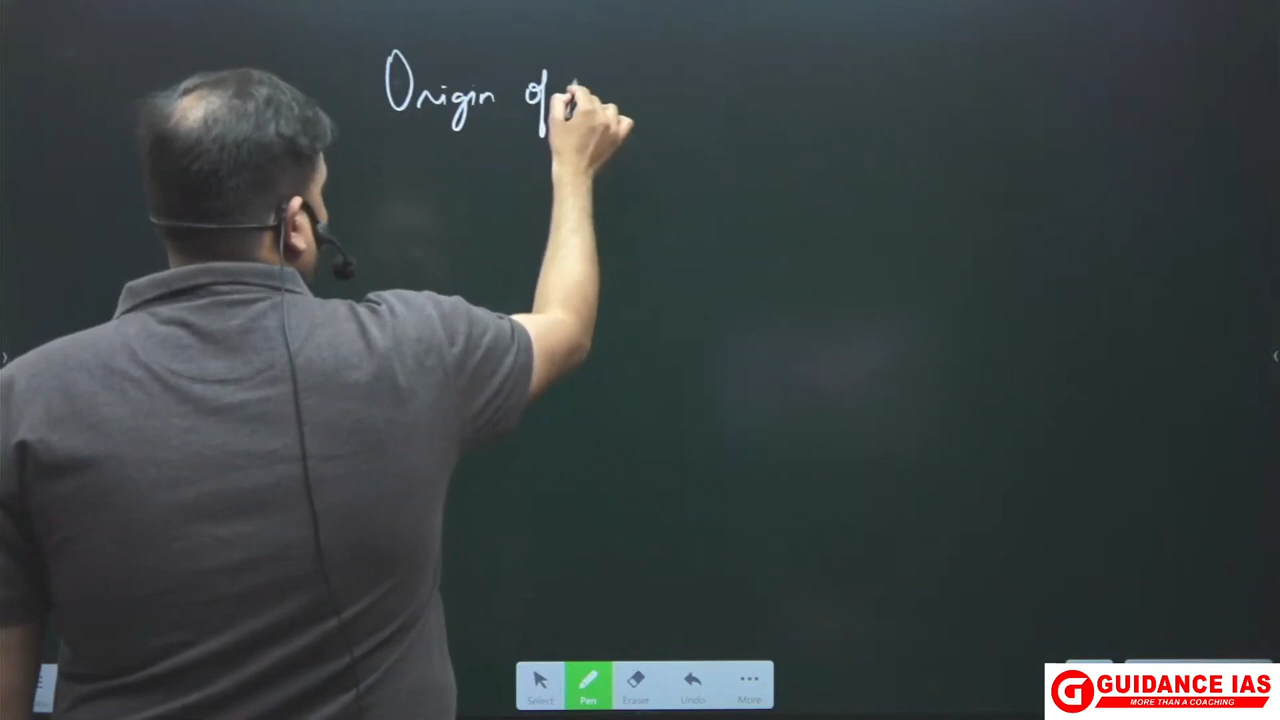 Origin of
Select
Pen
Eraser
Undo
More
GUIDANCE IAS
MORE THAN A COACHING